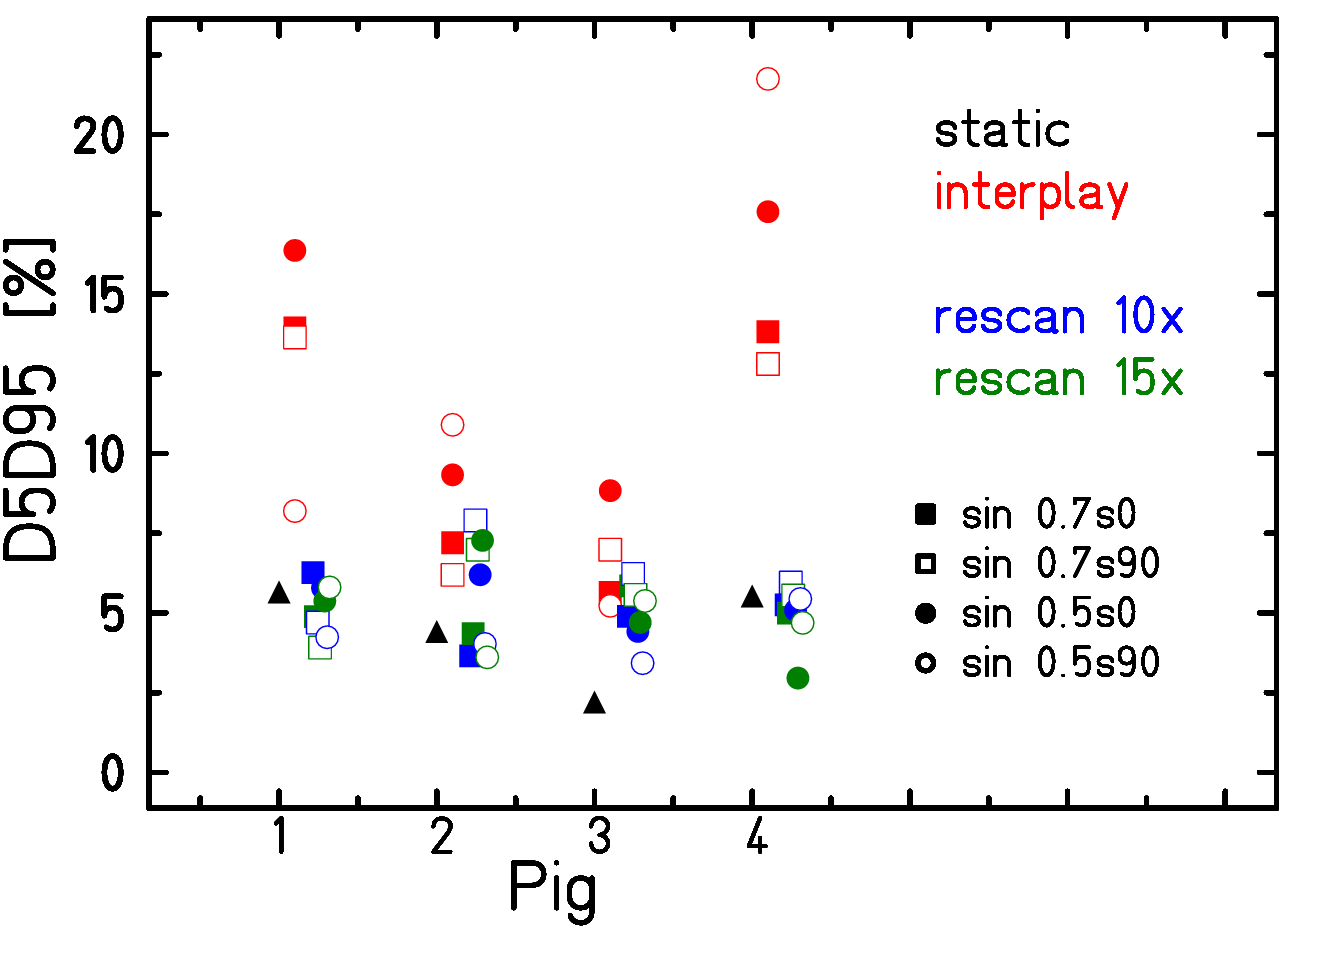 20
15
10
5
0
D5D95 [%]
1 2 3 4
Pig
static
interplay
rescan 10x
rescan 15x
sin 0.7s0
sin 0.7s90
sin 0.5s0
sin 0.5s90